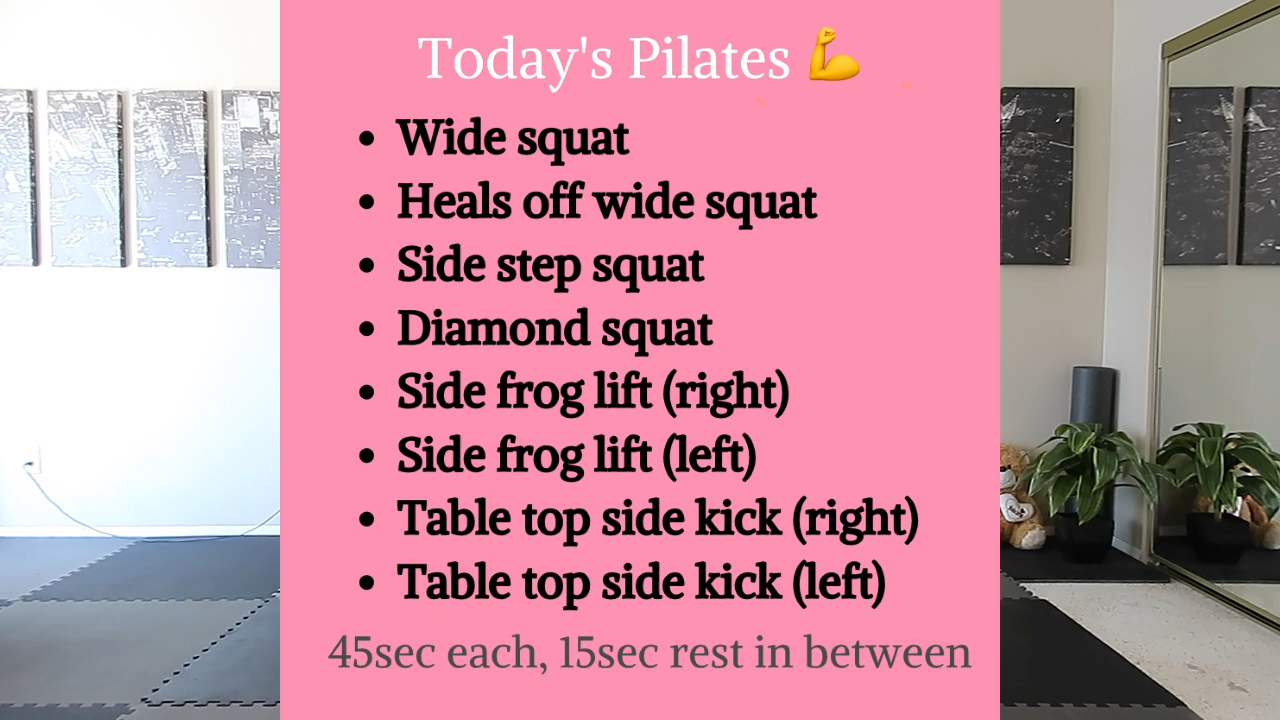 Today's Pilates 💪
• Wide squat
• Heals off wide squat
• Side step squat
• Diamond squat
• Side frog lift (right)
• Side frog lift (left)
• Table top side kick (right)
• Table top side kick (left)
45sec each, 15sec rest in between